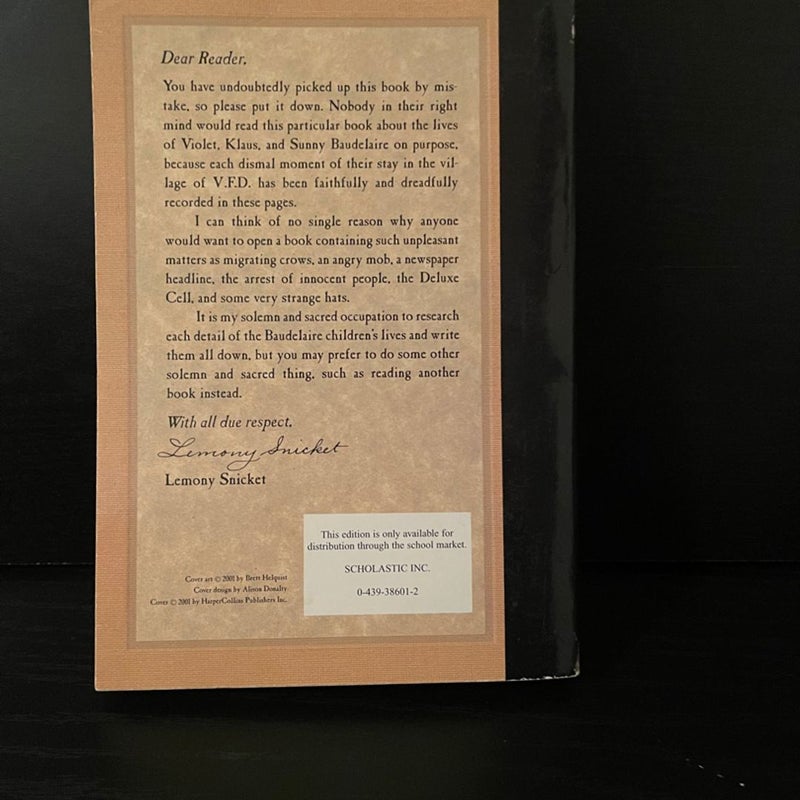 Dear Reader,
You have undoubtedly picked up this book by mis-
take, so please put it down. Nobody in their right
mind would read this particular book about the lives
of Violet, Klaus, and Sunny Baudelaire on purpose,
because each dismal moment of their stay in the vil-
lage of V.F.D. has been faithfully and dreadfully
recorded in these pages.
I can think of no single reason why anyone
would want to open a book containing such unpleasant
matters as migrating crows, an angry mob, a newspaper
headline, the arrest of innocent people, the Deluxe
Cell, and some very strange hats.
It is my solemn and sacred occupation to research
each detail of the Baudelaire children's lives and write
them all down, but you may prefer to do some other
solemn and sacred thing, such as reading another
book instead.
With all due respect,
Lemony Snicket
Lemony Snicket
Cover art © 2001 by Brett Helquist
Cover design by Alison Donalty
Cover © 2001 by HarperCollins Publishers Inc.
This edition is only available for
distribution through the school market.
SCHOLASTIC INC.
0-439-38601-2